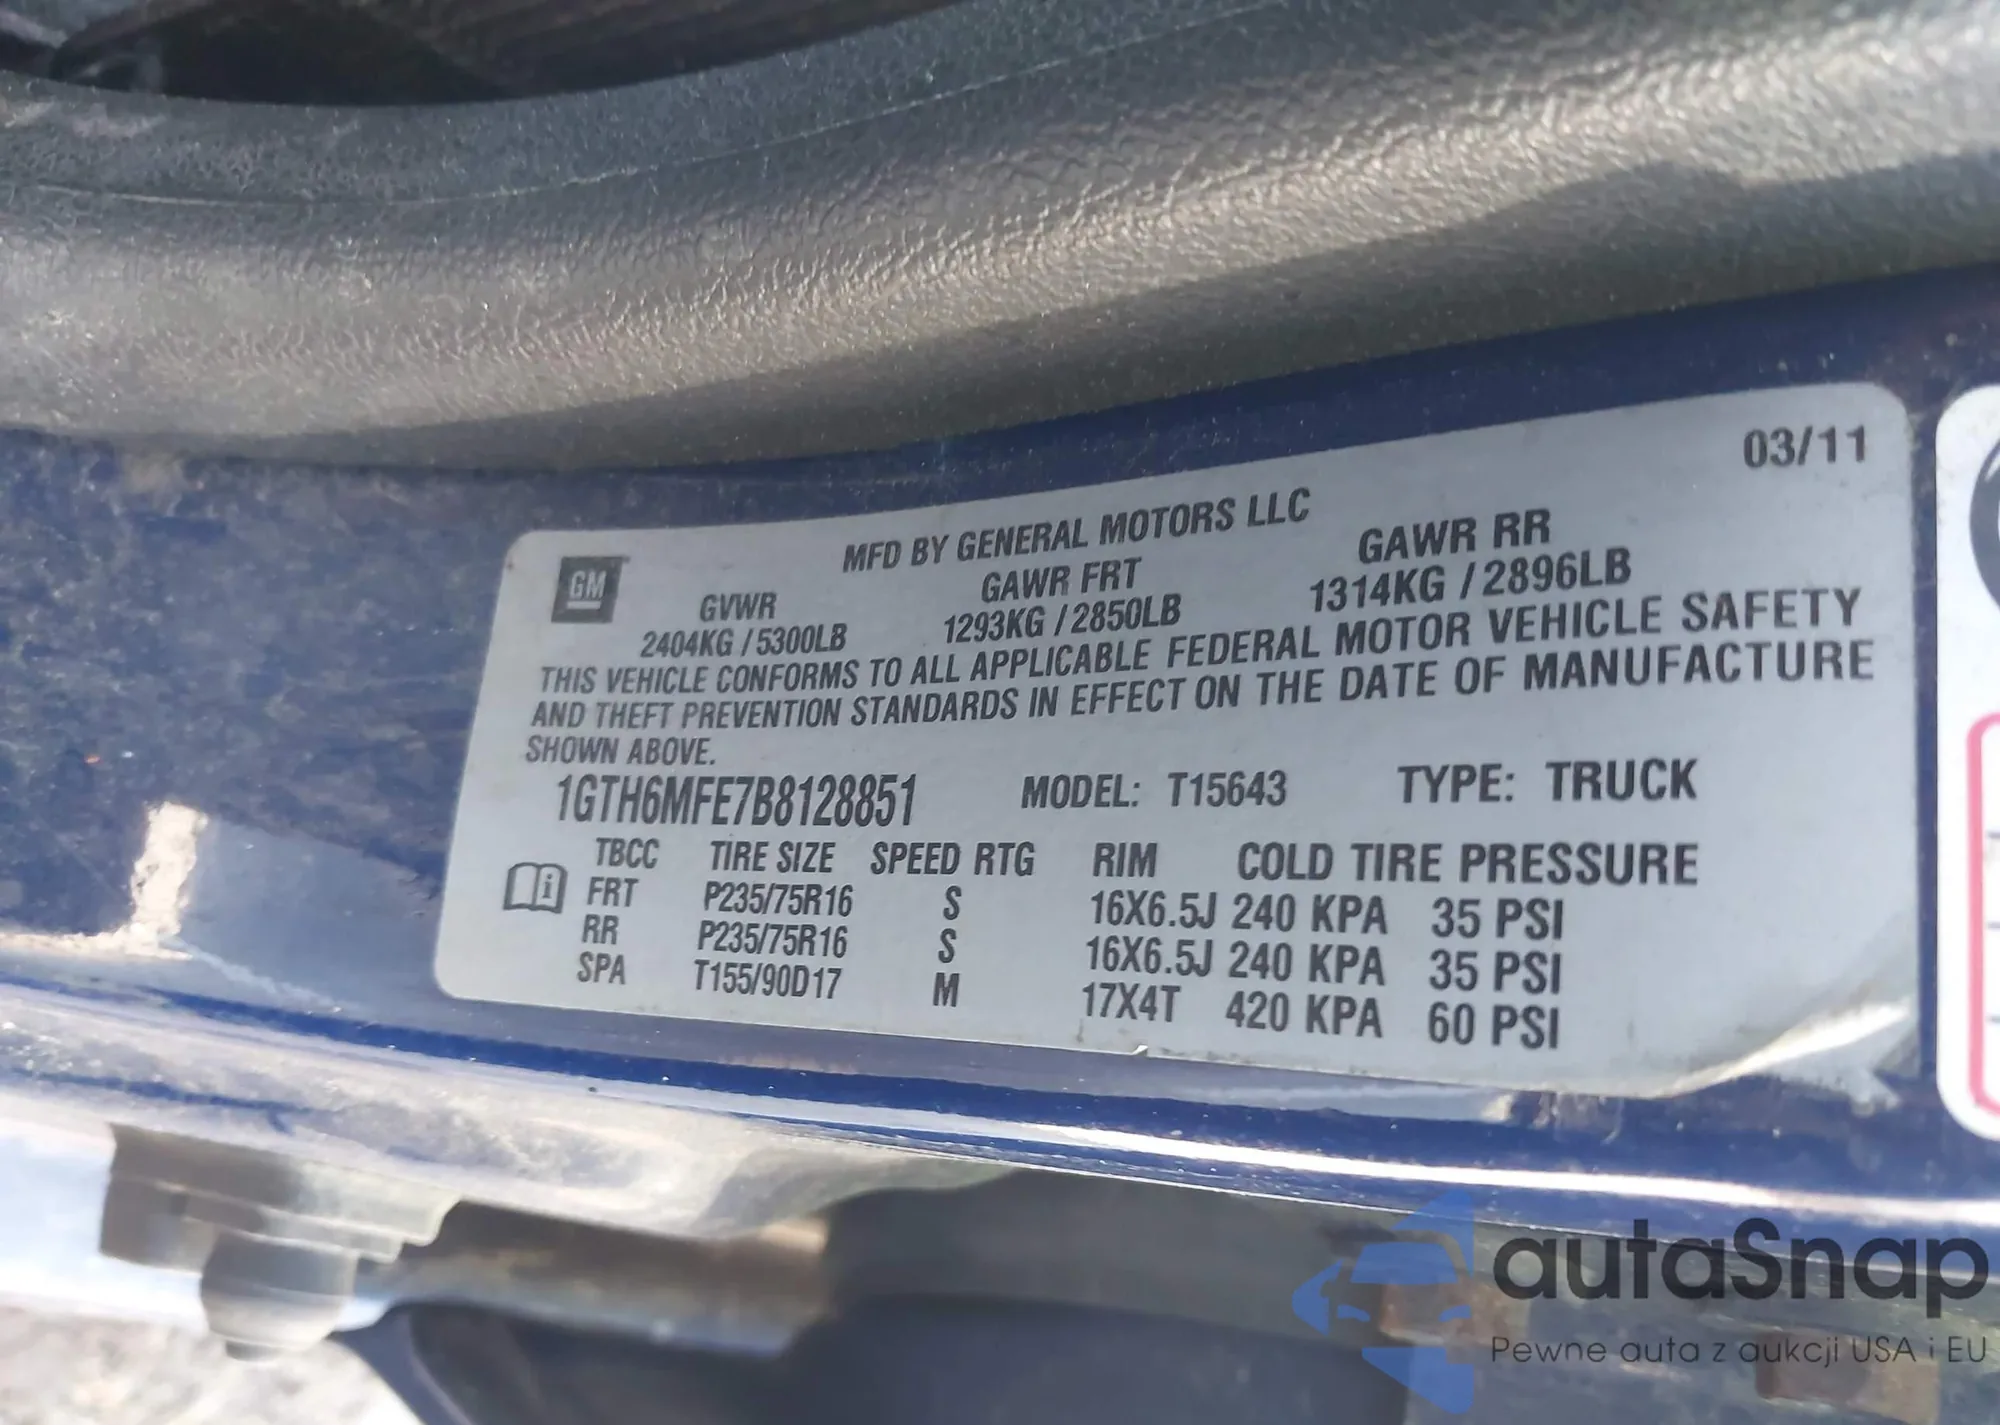 03/11
GM
MFD BY GENERAL MOTORS LLC
GVWR GAWR FRT GAWR RR
2404KG / 5300LB 1293KG / 2850LB 1314KG / 2896LB
THIS VEHICLE CONFORMS TO ALL APPLICABLE FEDERAL MOTOR VEHICLE SAFETY
AND THEFT PREVENTION STANDARDS IN EFFECT ON THE DATE OF MANUFACTURE
SHOWN ABOVE.
1GTH6MFE7B8128851 MODEL: T15643 TYPE: TRUCK
TBCC TIRE SIZE SPEED RTG RIM COLD TIRE PRESSURE
FRT P235/75R16 S 16X6.5J 240 KPA 35 PSI
RR P235/75R16 S 16X6.5J 240 KPA 35 PSI
SPA T155/90D17 M 17X4T 420 KPA 60 PSI
autaSnap
Pewne auta z aukcji USA i EU